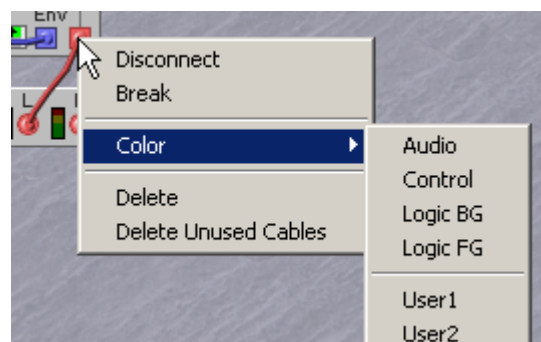 Env
Disconnect
Break
L
Color
Audio
Control
Delete
Logic BG
Delete Unused Cables
Logic FG
User1
User2